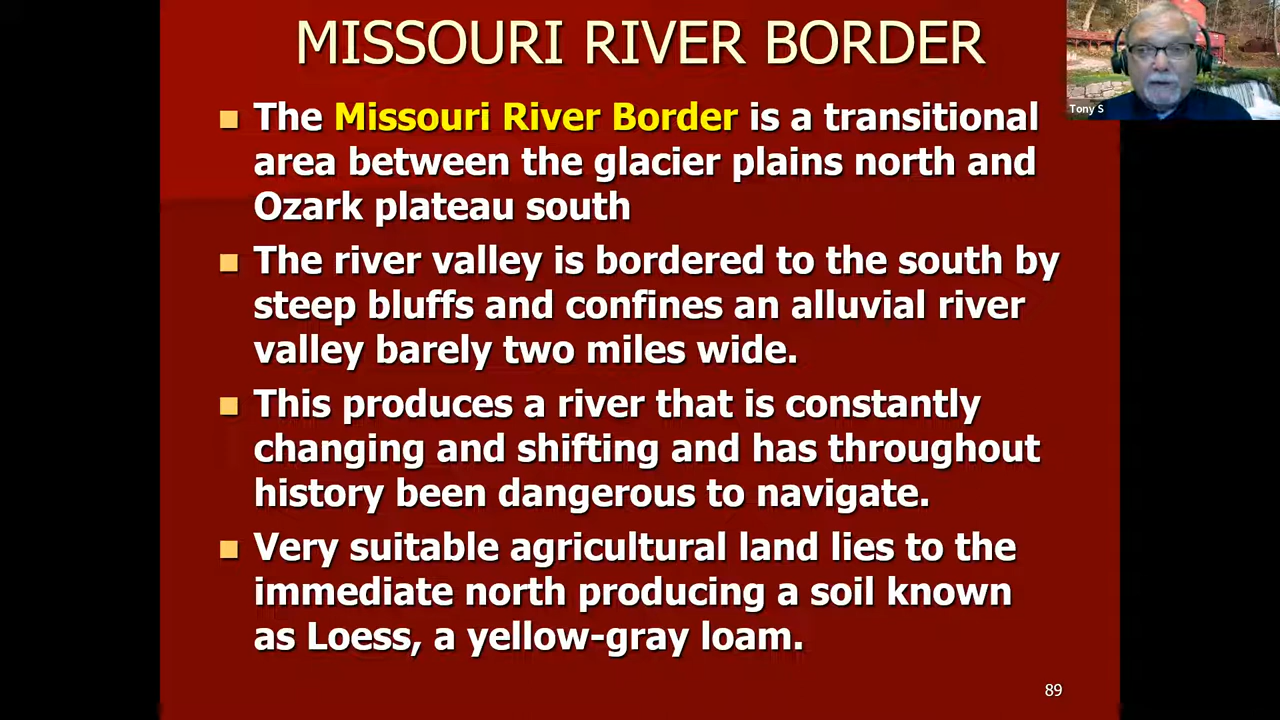 MISSOURI RIVER BORDER
Tony S
The Missouri River Border is a transitional
area between the glacier plains north and
Ozark plateau south
The river valley is bordered to the south by
steep bluffs and confines an alluvial river
valley barely two miles wide.
This produces a river that is constantly
changing and shifting and has throughout
history been dangerous to navigate.
Very suitable agricultural land lies to the
immediate north producing a soil known
as Loess, a yellow-gray loam.
89